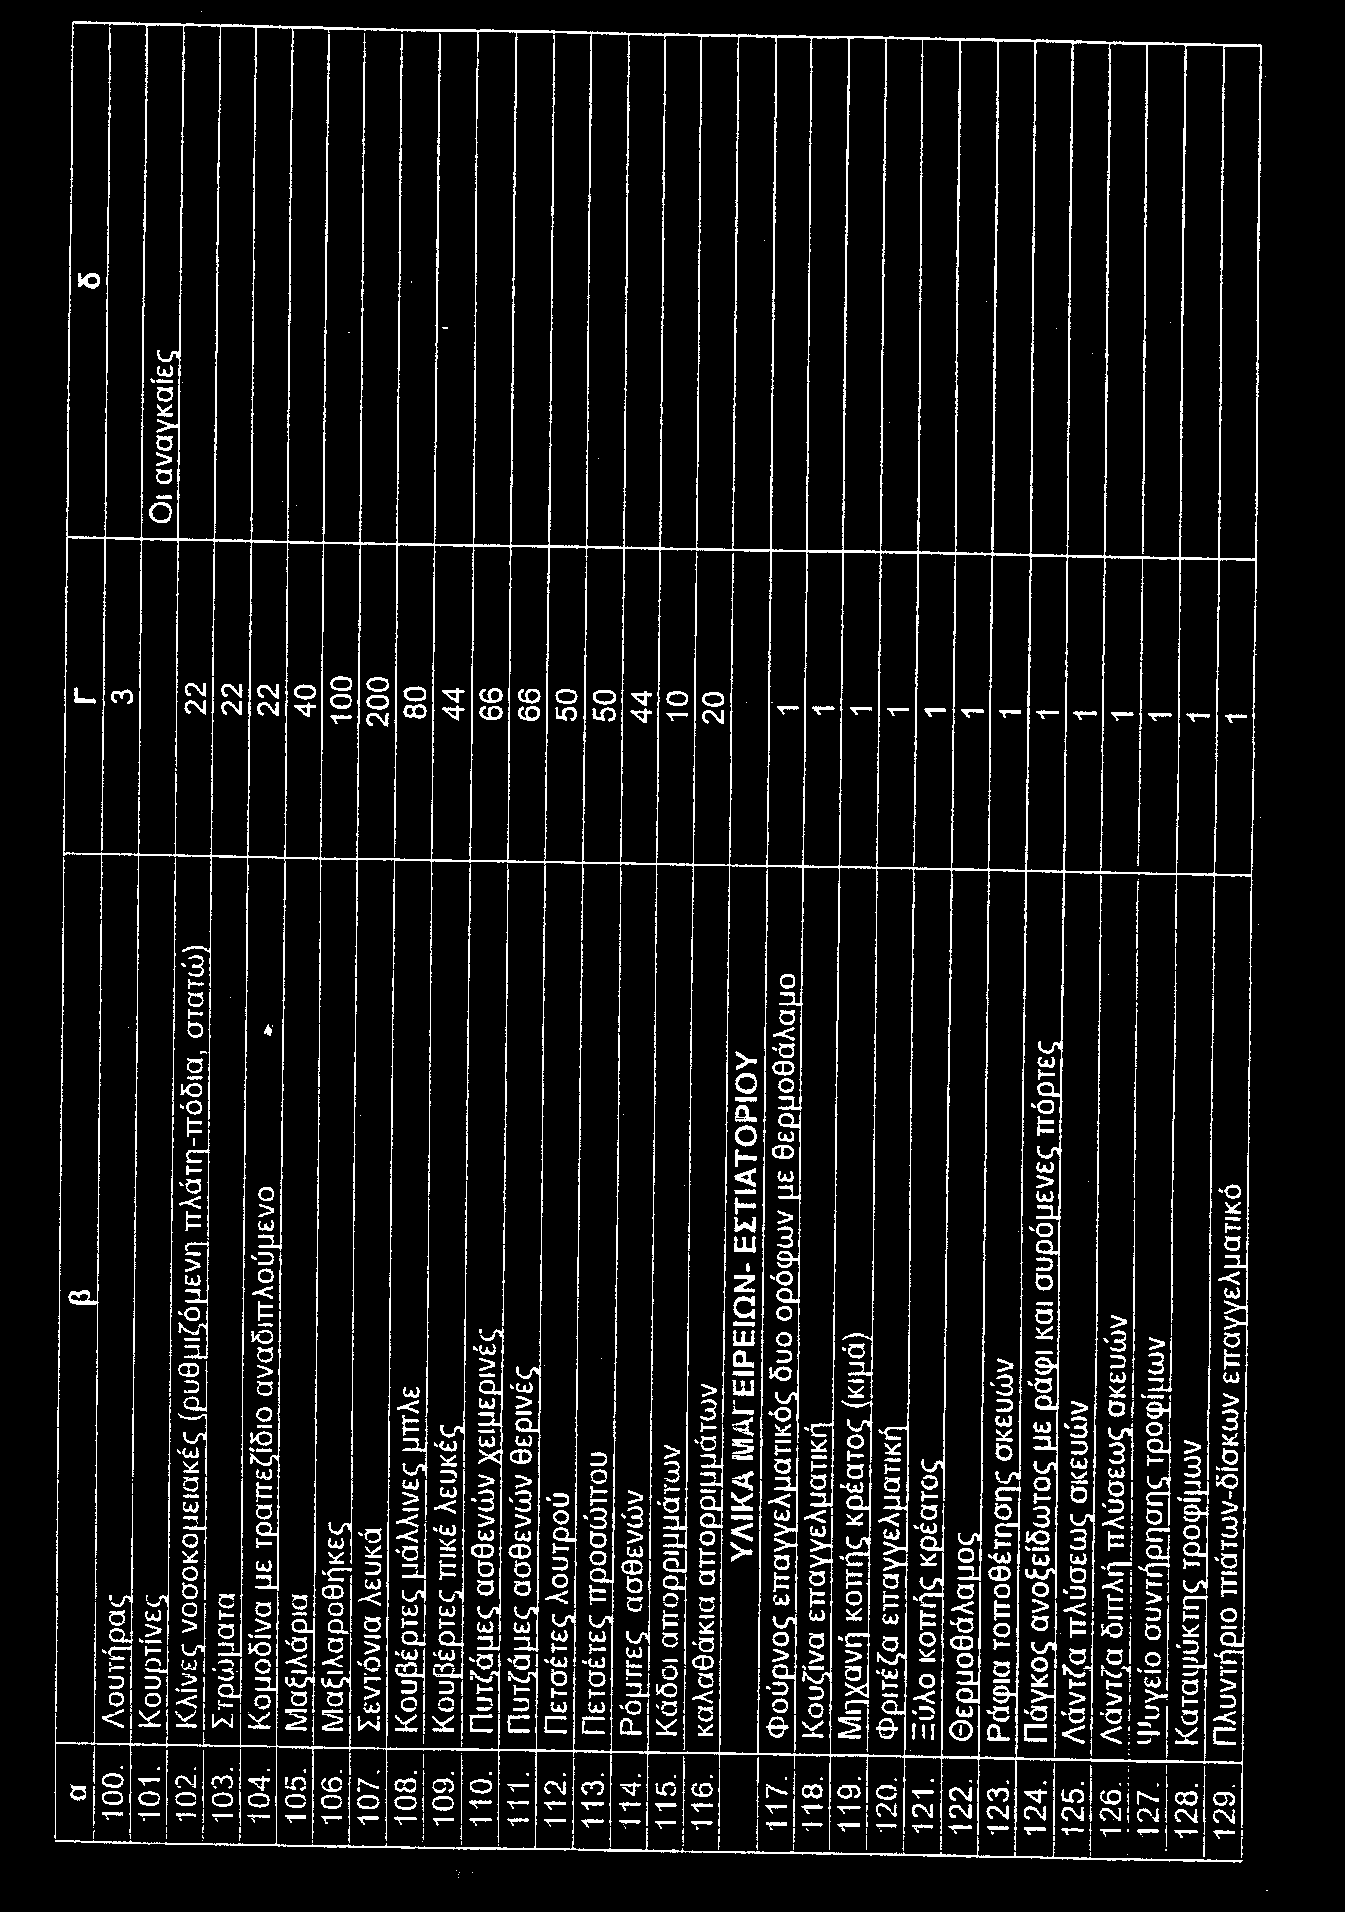 α β Γ δ
100. Λουτήρας 3
101. Κουρτίνες Οι αναγκαίες
102. Κλίνες νοσοκομειακές (ρυθμιζόμενη πλάτη-πόδια, στατώ) 22
103. Στρώματα 22
104. Κομοδίνα με τραπεζίδιο αναδιπλούμενο 22
105. Μαξιλάρια 40
106. Μαξιλαροθήκες 100
107. Σεντόνια λευκά 200
108. Κουβέρτες μάλλινες μπλε 80
109. Κουβέρτες πικέ λευκές 44
110. Πυτζάμες ασθενών χειμερινές 66
111. Πυτζάμες ασθενών θερινές 66
112. Πετσέτες λουτρού 50
113. Πετσέτες προσώπου 50
114. Ρόμπες ασθενών 44
115. Κάδοι απορριμμάτων 10
116. καλαθάκια απορριμμάτων 20
ΥΛΙΚΑ ΜΑΓΕΙΡΕΙΩΝ- ΕΣΤΙΑΤΟΡΙΟΥ
117. Φούρνος επαγγελματικός δυο ορόφων με θερμοθάλαμο 1
118. Κουζίνα επαγγελματική 1
119. Μηχανή κοπής κρέατος (κιμά) 1
120. Φριτέζα επαγγελματική 1
121. Ξύλο κοπής κρέατος 1
122. Θερμοθάλαμος 1
123. Ράφια τοποθέτησης σκευών 1
124. Πάγκος ανοξείδωτος με ράφι και συρόμενες πόρτες 1
125. Λάντζα πλύσεως σκευών 1
126. Λάντζα διπλή πλύσεως σκευών 1
127. Ψυγείο συντήρησης τροφίμων 1
128. Καταψύκτης τροφίμων 1
129. Πλυντήριο πιάτων-δίσκων επαγγελματικό 1